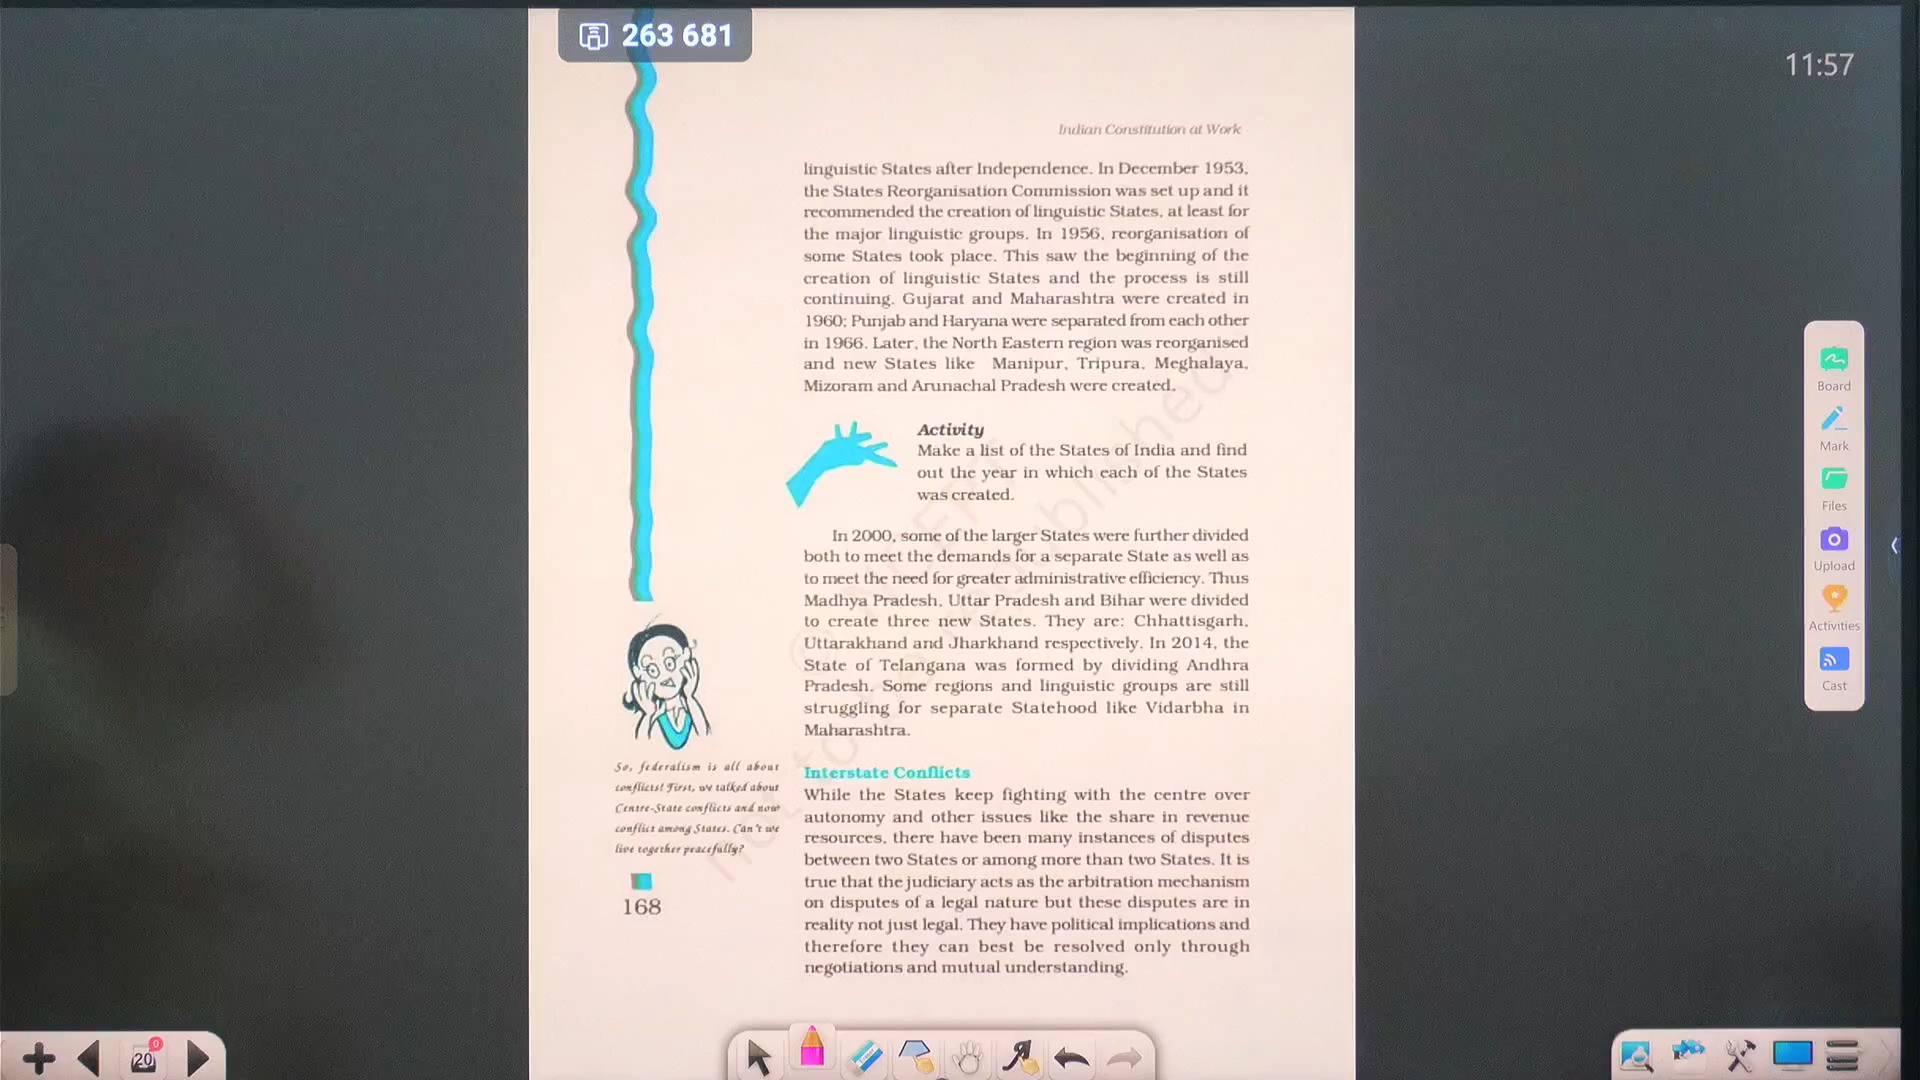 263 681
11:57
Indian Constitution at Work
linguistic States after Independence. In December 1953,
the States Reorganisation Commission was set up and it
recommended the creation of linguistic States, at least for
the major linguistic groups. In 1956, reorganisation of
some States took place. This saw the beginning of the
creation of linguistic States and the process is still
continuing. Gujarat and Maharashtra were created in
1960; Punjab and Haryana were separated from each other
in 1966. Later, the North Eastern region was reorganised
and new States like Manipur, Tripura, Meghalaya,
Mizoram and Arunachal Pradesh were created.
Activity
Make a list of the States of India and find
out the year in which each of the States
was created.
In 2000, some of the larger States were further divided
both to meet the demands for a separate State as well as
to meet the need for greater administrative efficiency. Thus
Madhya Pradesh, Uttar Pradesh and Bihar were divided
to create three new States. They are: Chhattisgarh,
Uttarakhand and Jharkhand respectively. In 2014, the
State of Telangana was formed by dividing Andhra
Pradesh. Some regions and linguistic groups are still
struggling for separate Statehood like Vidarbha in
Maharashtra.
So, federalism is all about
conflicts! First, we talked about
Centre-State conflicts and now
conflict among States. Can't we
live together peacefully?
168
Interstate Conflicts
While the States keep fighting with the centre over
autonomy and other issues like the share in revenue
resources, there have been many instances of disputes
between two States or among more than two States. It is
true that the judiciary acts as the arbitration mechanism
on disputes of a legal nature but these disputes are in
reality not just legal. They have political implications and
therefore they can best be resolved only through
negotiations and mutual understanding.
Board
Mark
Files
Upload
Activities
Cast
20
0